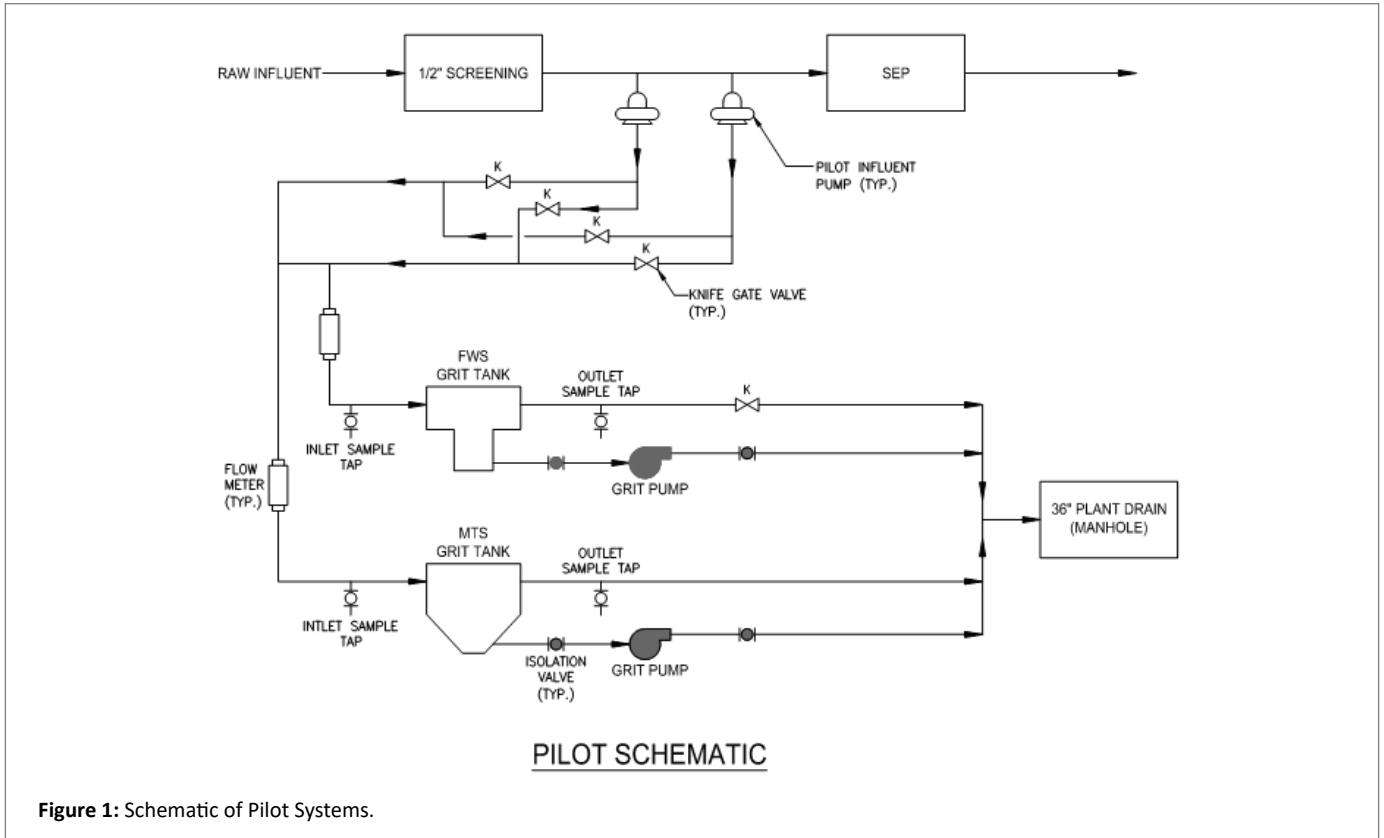 RAW INFLUENT
1/2" SCREENING
SEP
PILOT INFLUENT
PUMP (TYP.)
K
K
K
K
KNIFE GATE VALVE
(TYP.)
FWS
GRIT TANK
OUTLET
SAMPLE TAP
K
INLET SAMPLE
TAP
GRIT PUMP
FLOW
METER
(TYP.)
36" PLANT DRAIN
(MANHOLE)
MTS
GRIT TANK
OUTLET
SAMPLE TAP
INTLET SAMPLE
TAP
ISOLATION
VALVE
(TYP.)
GRIT PUMP
PILOT SCHEMATIC
Figure 1: Schematic of Pilot Systems.